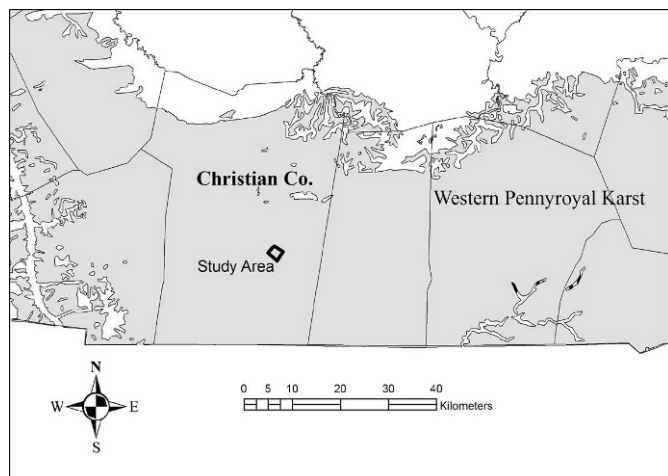 Christian Co.
Western Pennyroyal Karst
Study Area
N
W E
S
0 5 10 20 30 40
Kilometers